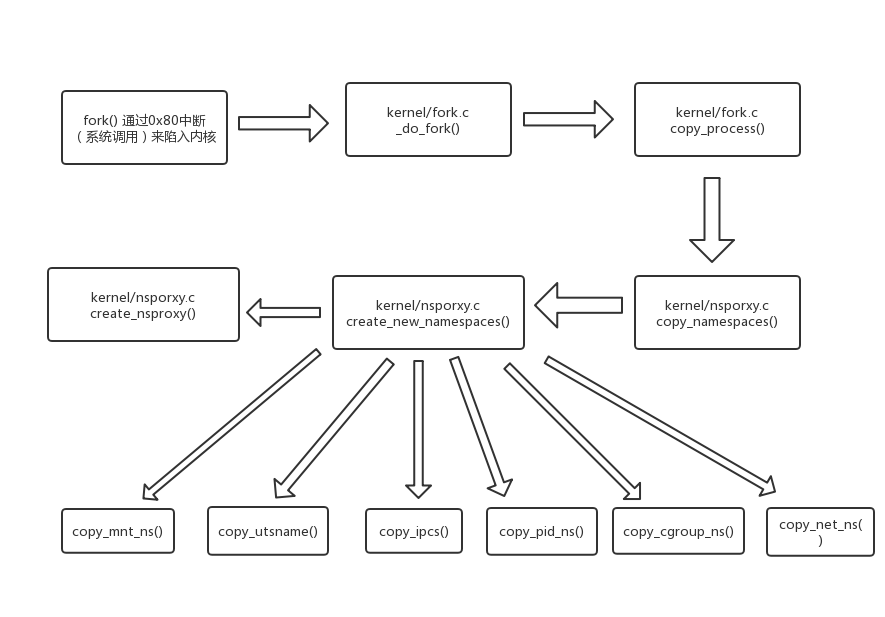 fork() 通过0x80中断
（系统调用）来陷入内核
kernel/fork.c
_do_fork()
kernel/fork.c
copy_process()
kernel/nsporxy.c
create_nsproxy()
kernel/nsporxy.c
create_new_namespaces()
kernel/nsporxy.c
copy_namespaces()
copy_mnt_ns()
copy_utsname()
copy_ipcs()
copy_pid_ns()
copy_cgroup_ns()
copy_net_ns(
)